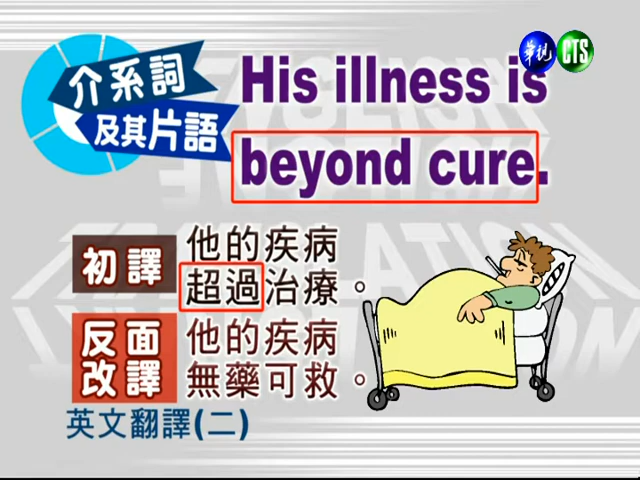 華視 CTS
介系詞
及其片語
His illness is
beyond cure.
初譯
他的疾病
超過治療。
反面
改譯
他的疾病
無藥可救。
英文翻譯(二)